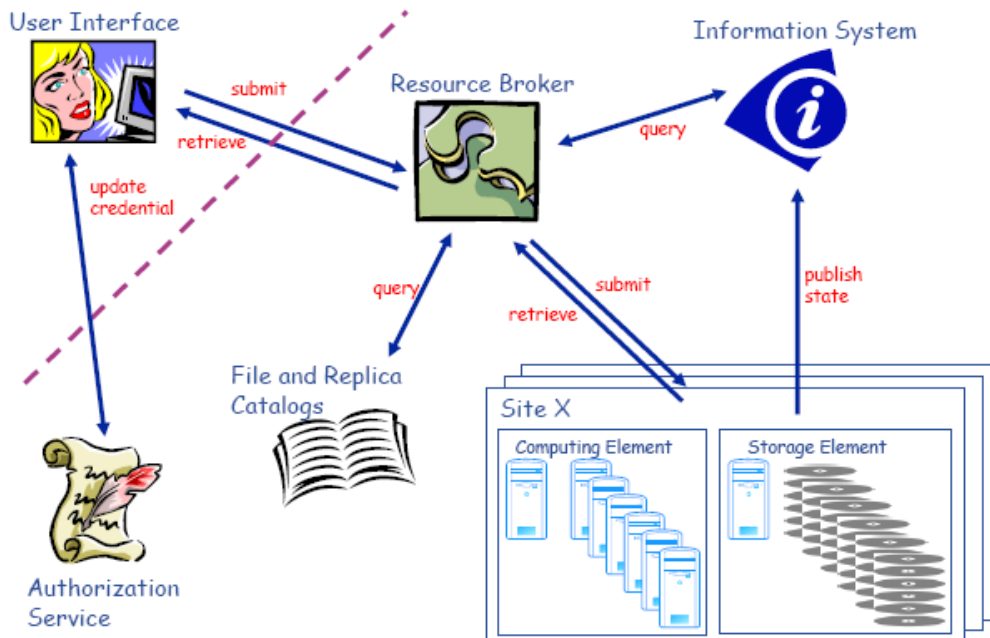 User Interface
Information System
Resource Broker
submit
retrieve
query
update
credential
query
submit
retrieve
publish
state
File and Replica
Catalogs
Site X
Computing Element
Storage Element
Authorization
Service